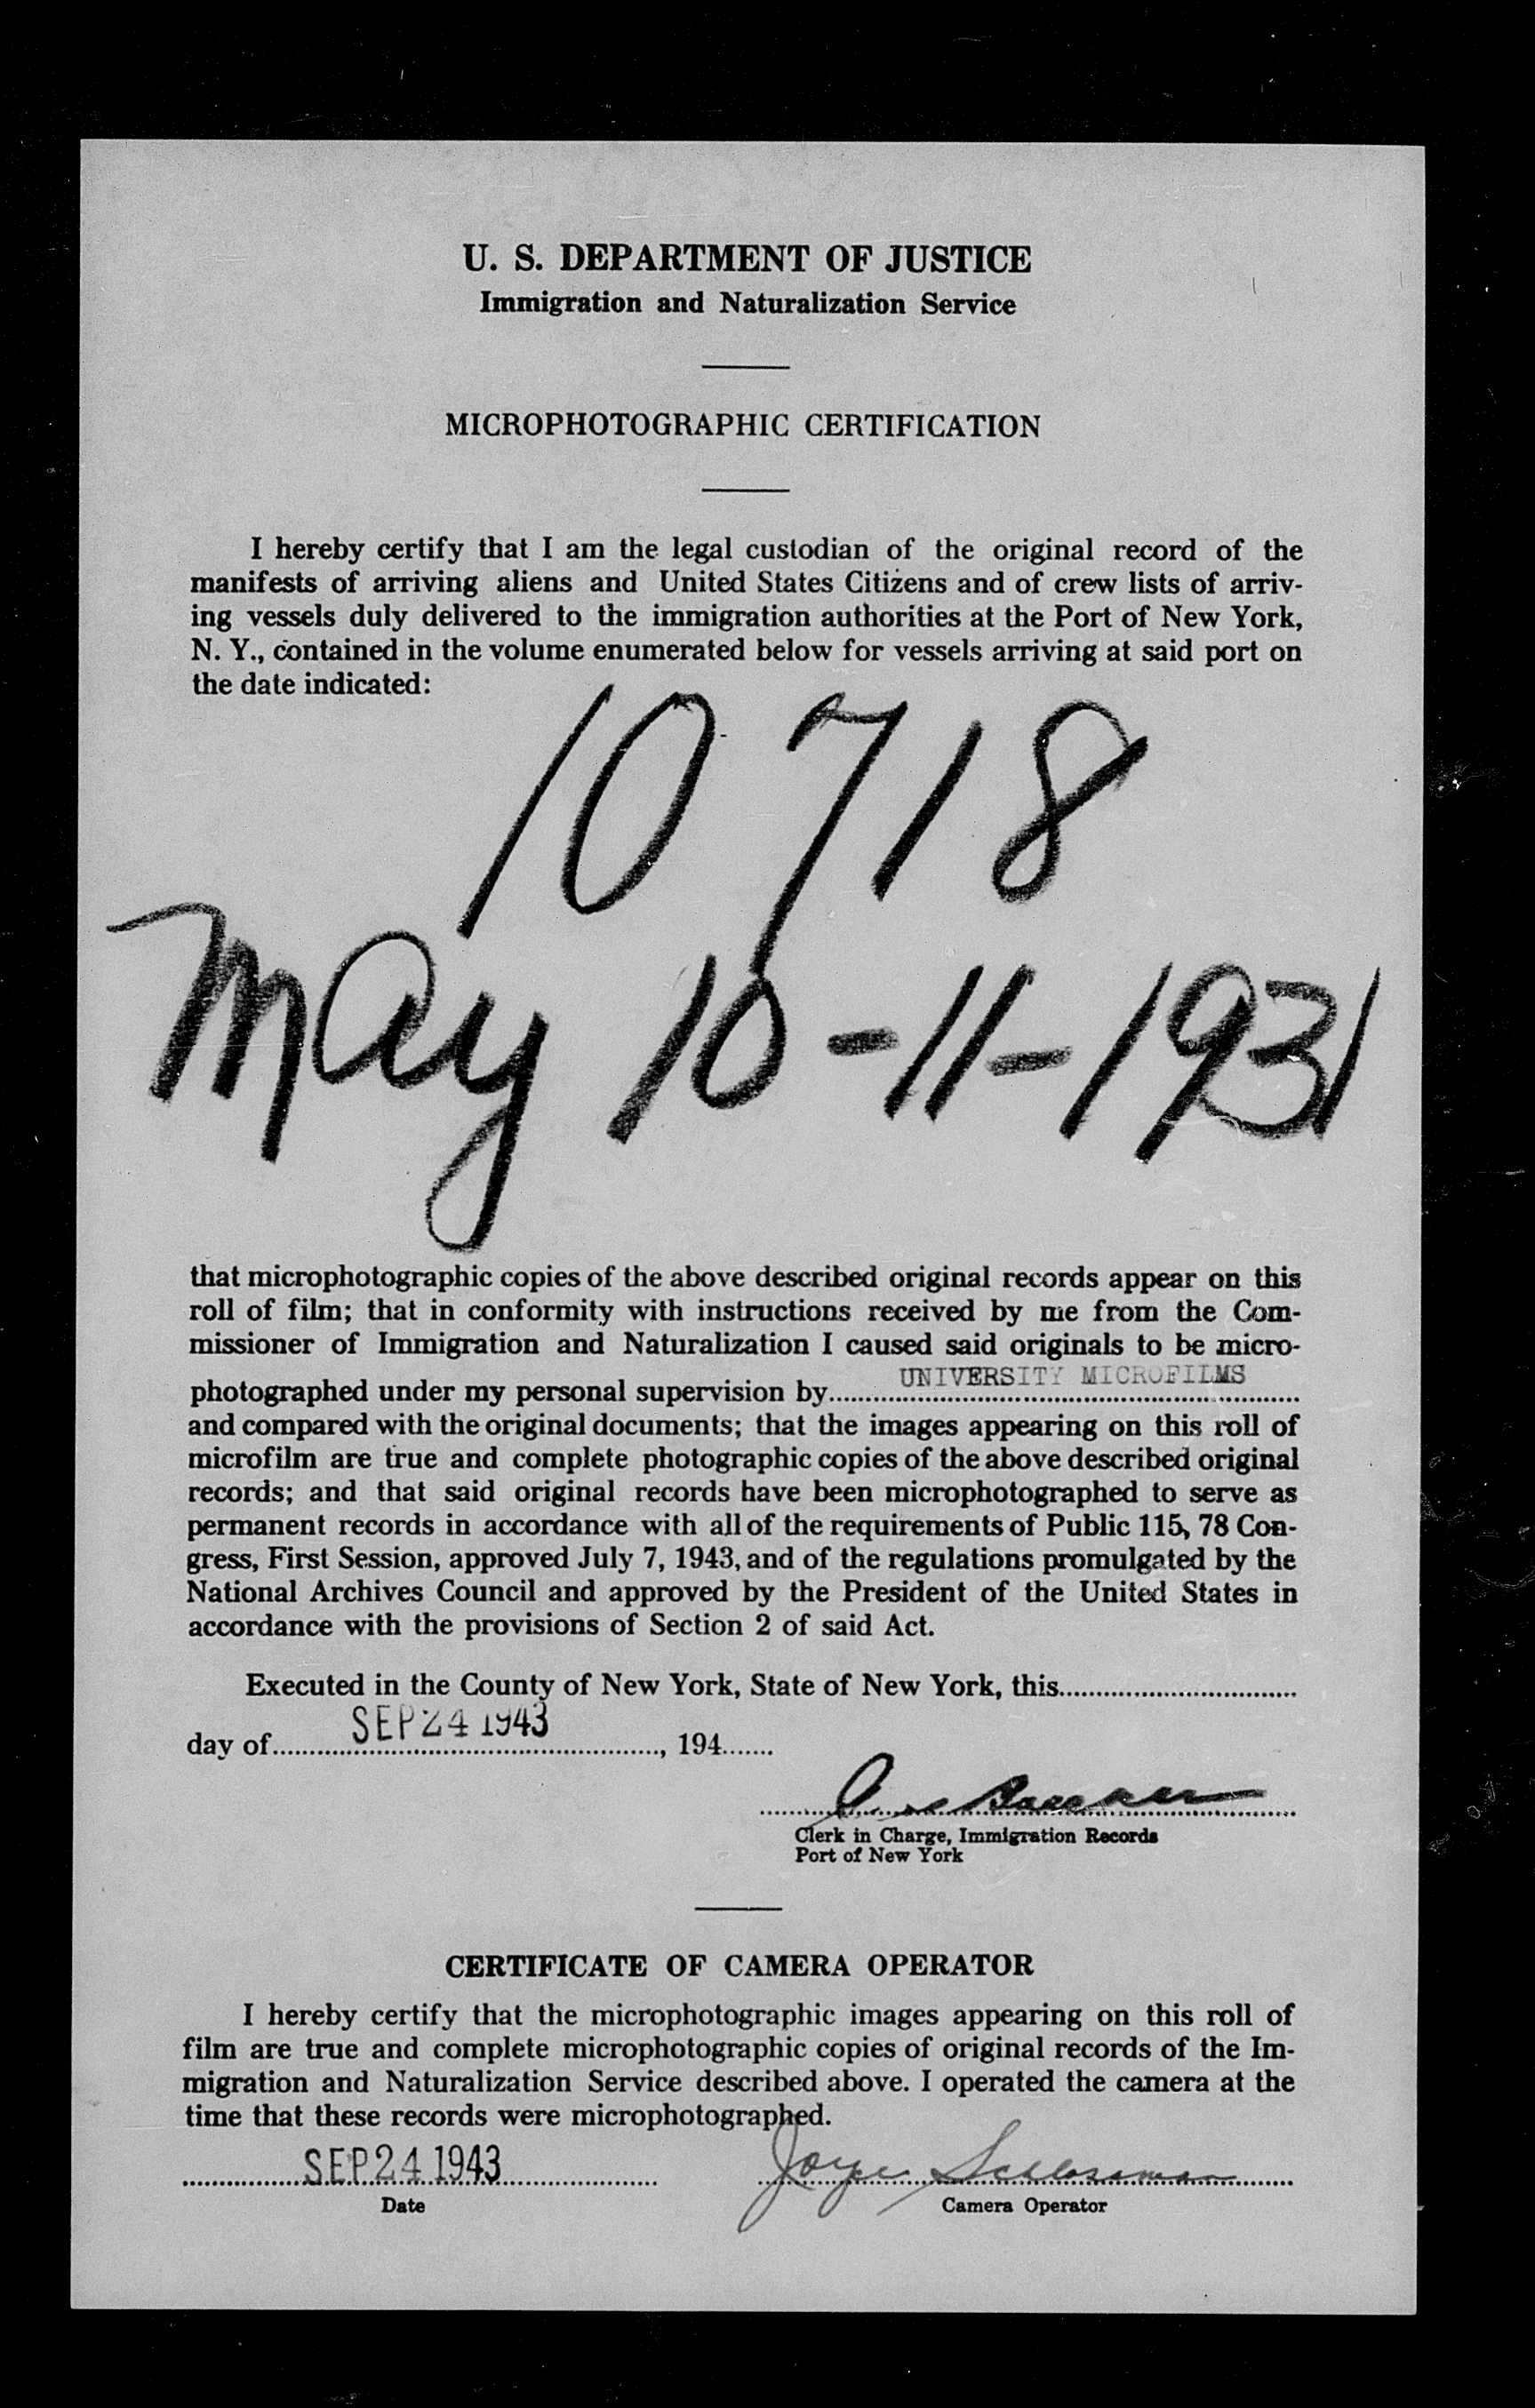 U. S. DEPARTMENT OF JUSTICE
Immigration and Naturalization Service
MICROPHOTOGRAPHIC CERTIFICATION
I hereby certify that I am the legal custodian of the original record of the
manifests of arriving aliens and United States Citizens and of crew lists of arriv-
ing vessels duly delivered to the immigration authorities at the Port of New York,
N. Y., contained in the volume enumerated below for vessels arriving at said port on
the date indicated:
10718
May 10-11-1931
that microphotographic copies of the above described original records appear on this
roll of film; that in conformity with instructions received by me from the Com-
missioner of Immigration and Naturalization I caused said originals to be micro-
photographed under my personal supervision by UNIVERSITY MICROFILMS
and compared with the original documents; that the images appearing on this roll of
microfilm are true and complete photographic copies of the above described original
records; and that said original records have been microphotographed to serve as
permanent records in accordance with all of the requirements of Public 115, 78 Con-
gress, First Session, approved July 7, 1943, and of the regulations promulgated by the
National Archives Council and approved by the President of the United States in
accordance with the provisions of Section 2 of said Act.
Executed in the County of New York, State of New York, this
day of SEP 24 1943, 194
Clerk in Charge, Immigration Records
Port of New York
CERTIFICATE OF CAMERA OPERATOR
I hereby certify that the microphotographic images appearing on this roll of
film are true and complete microphotographic copies of original records of the Im-
migration and Naturalization Service described above. I operated the camera at the
time that these records were microphotographed.
SEP 24 1943 Schlossman
Date Camera Operator